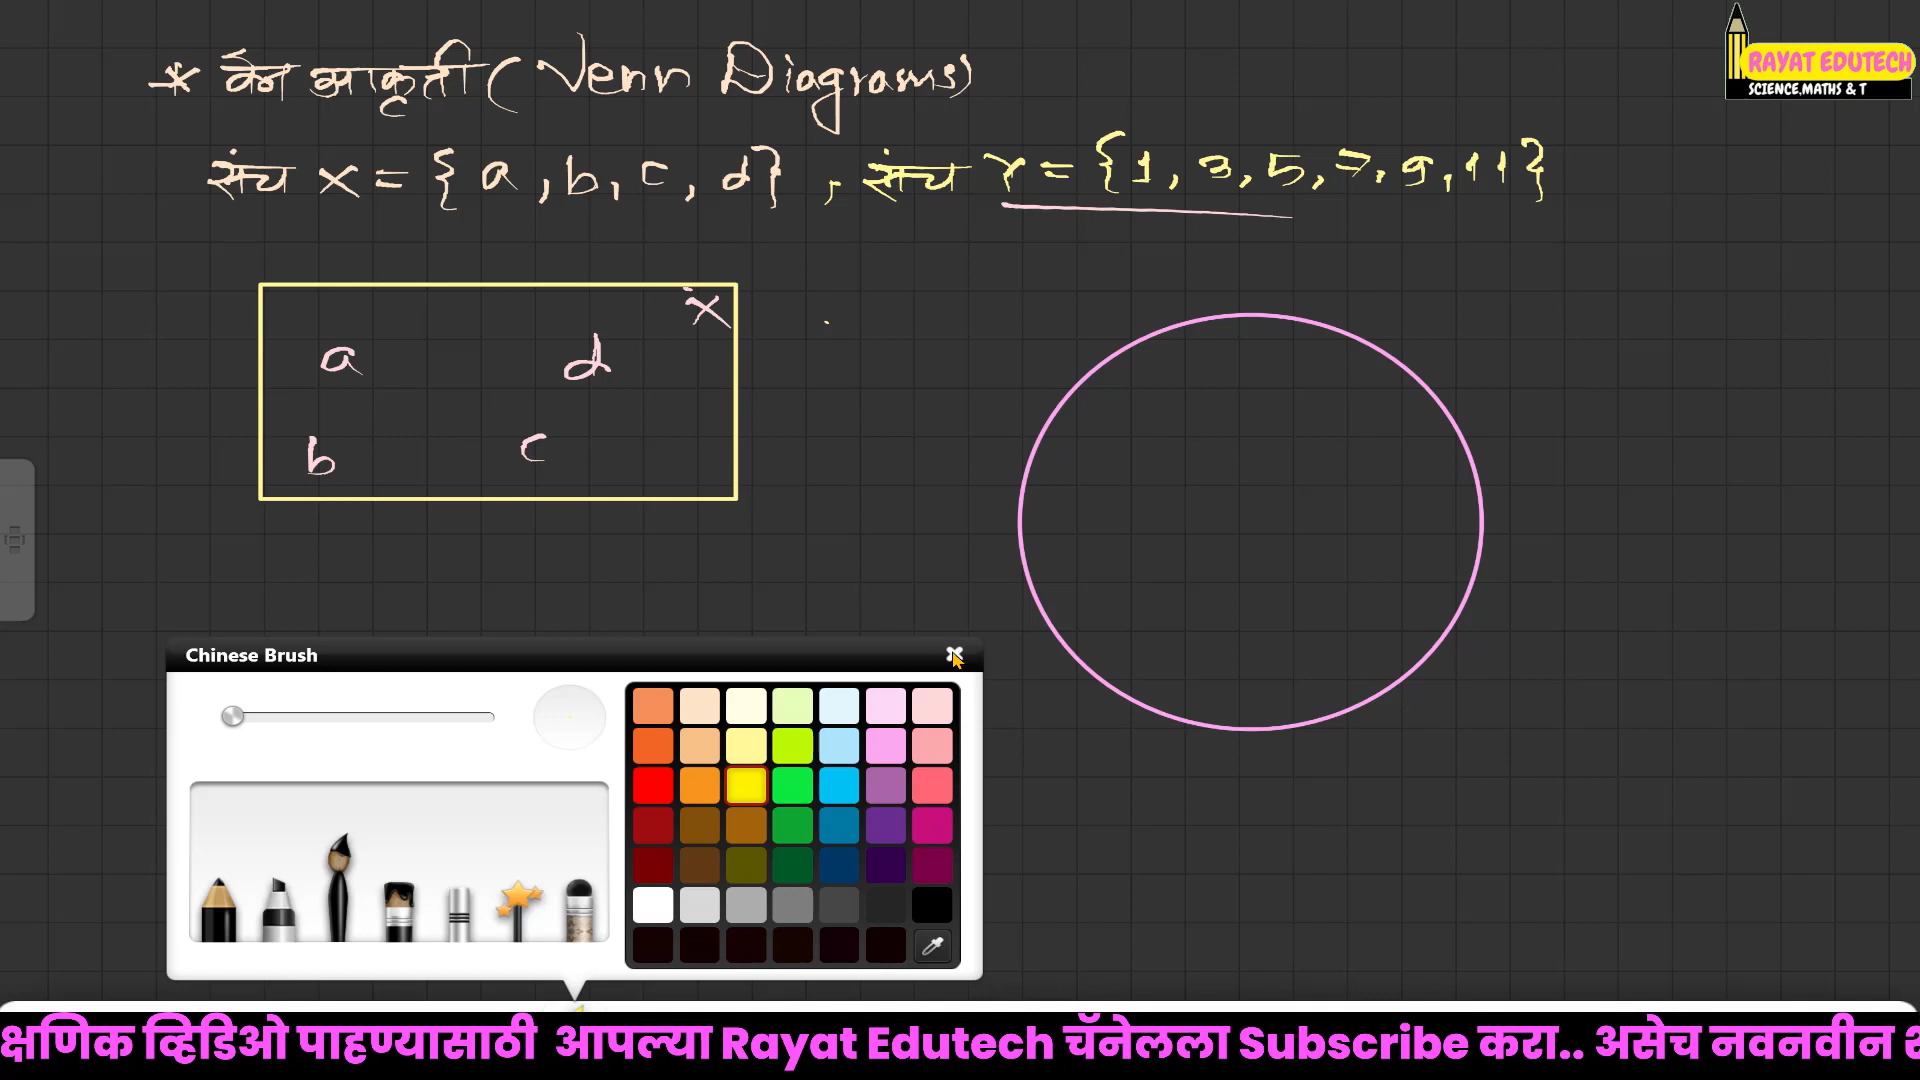 * वेन आकृती ( Venn Diagrams)
RAYAT EDUTECH
SCIENCE,MATHS & T
संच X = { a , b , c , d } , संच Y = { 1 , 3 , 5 , 7 , 9 , 11 }
X
a d
b c
Chinese Brush
क्षणिक व्हिडिओ पाहण्यासाठी आपल्या Rayat Edutech चॅनेलला Subscribe करा.. असेच नवनवीन